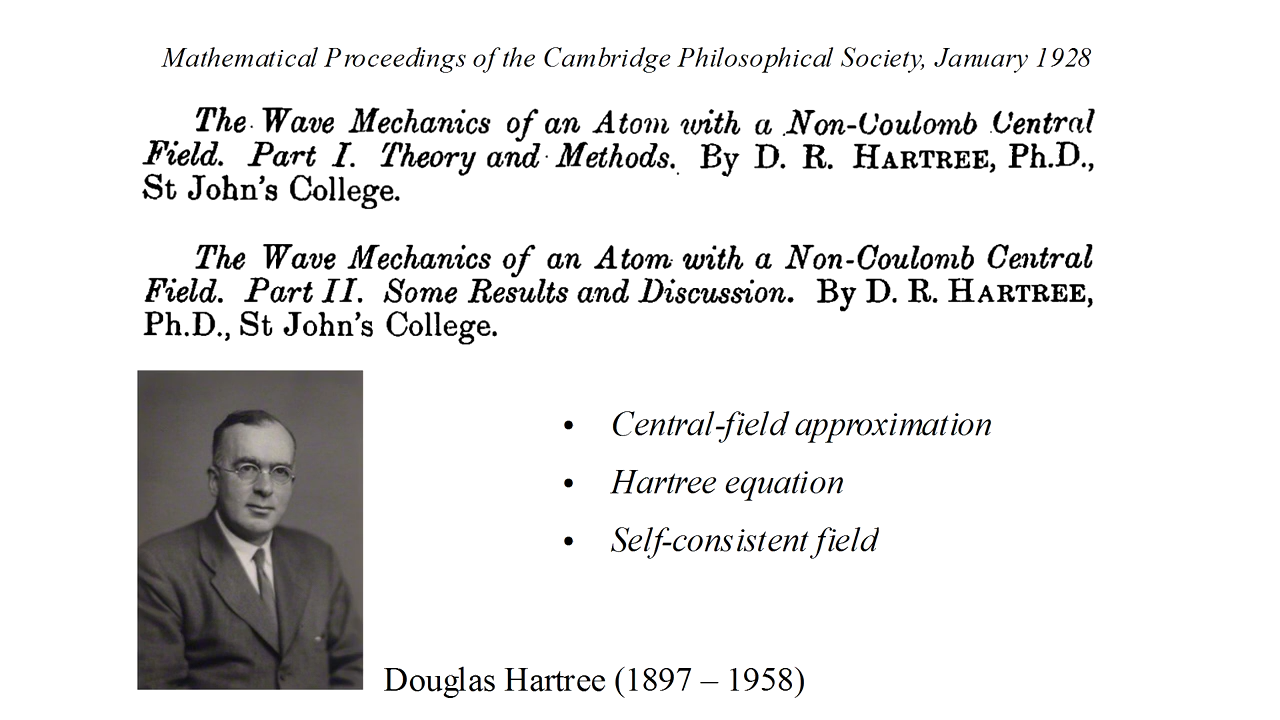 Mathematical Proceedings of the Cambridge Philosophical Society, January 1928
The Wave Mechanics of an Atom with a Non-Coulomb Central
Field. Part I. Theory and Methods. By D. R. HARTREE, Ph.D.,
St John's College.
The Wave Mechanics of an Atom with a Non-Coulomb Central
Field. Part II. Some Results and Discussion. By D. R. HARTREE,
Ph.D., St John's College.
• Central-field approximation
• Hartree equation
• Self-consistent field
Douglas Hartree (1897 – 1958)